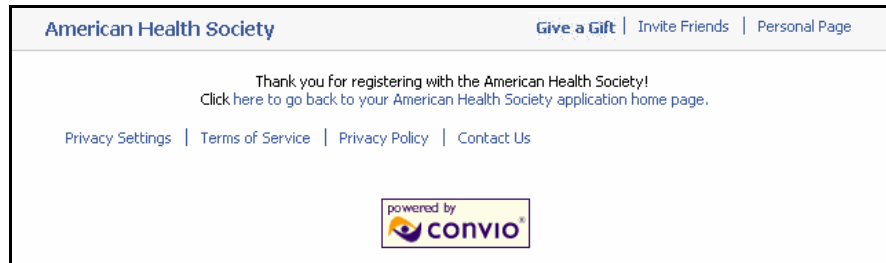 American Health Society Give a Gift | Invite Friends | Personal Page
Thank you for registering with the American Health Society!
Click here to go back to your American Health Society application home page.
Privacy Settings | Terms of Service | Privacy Policy | Contact Us
powered by
convio®